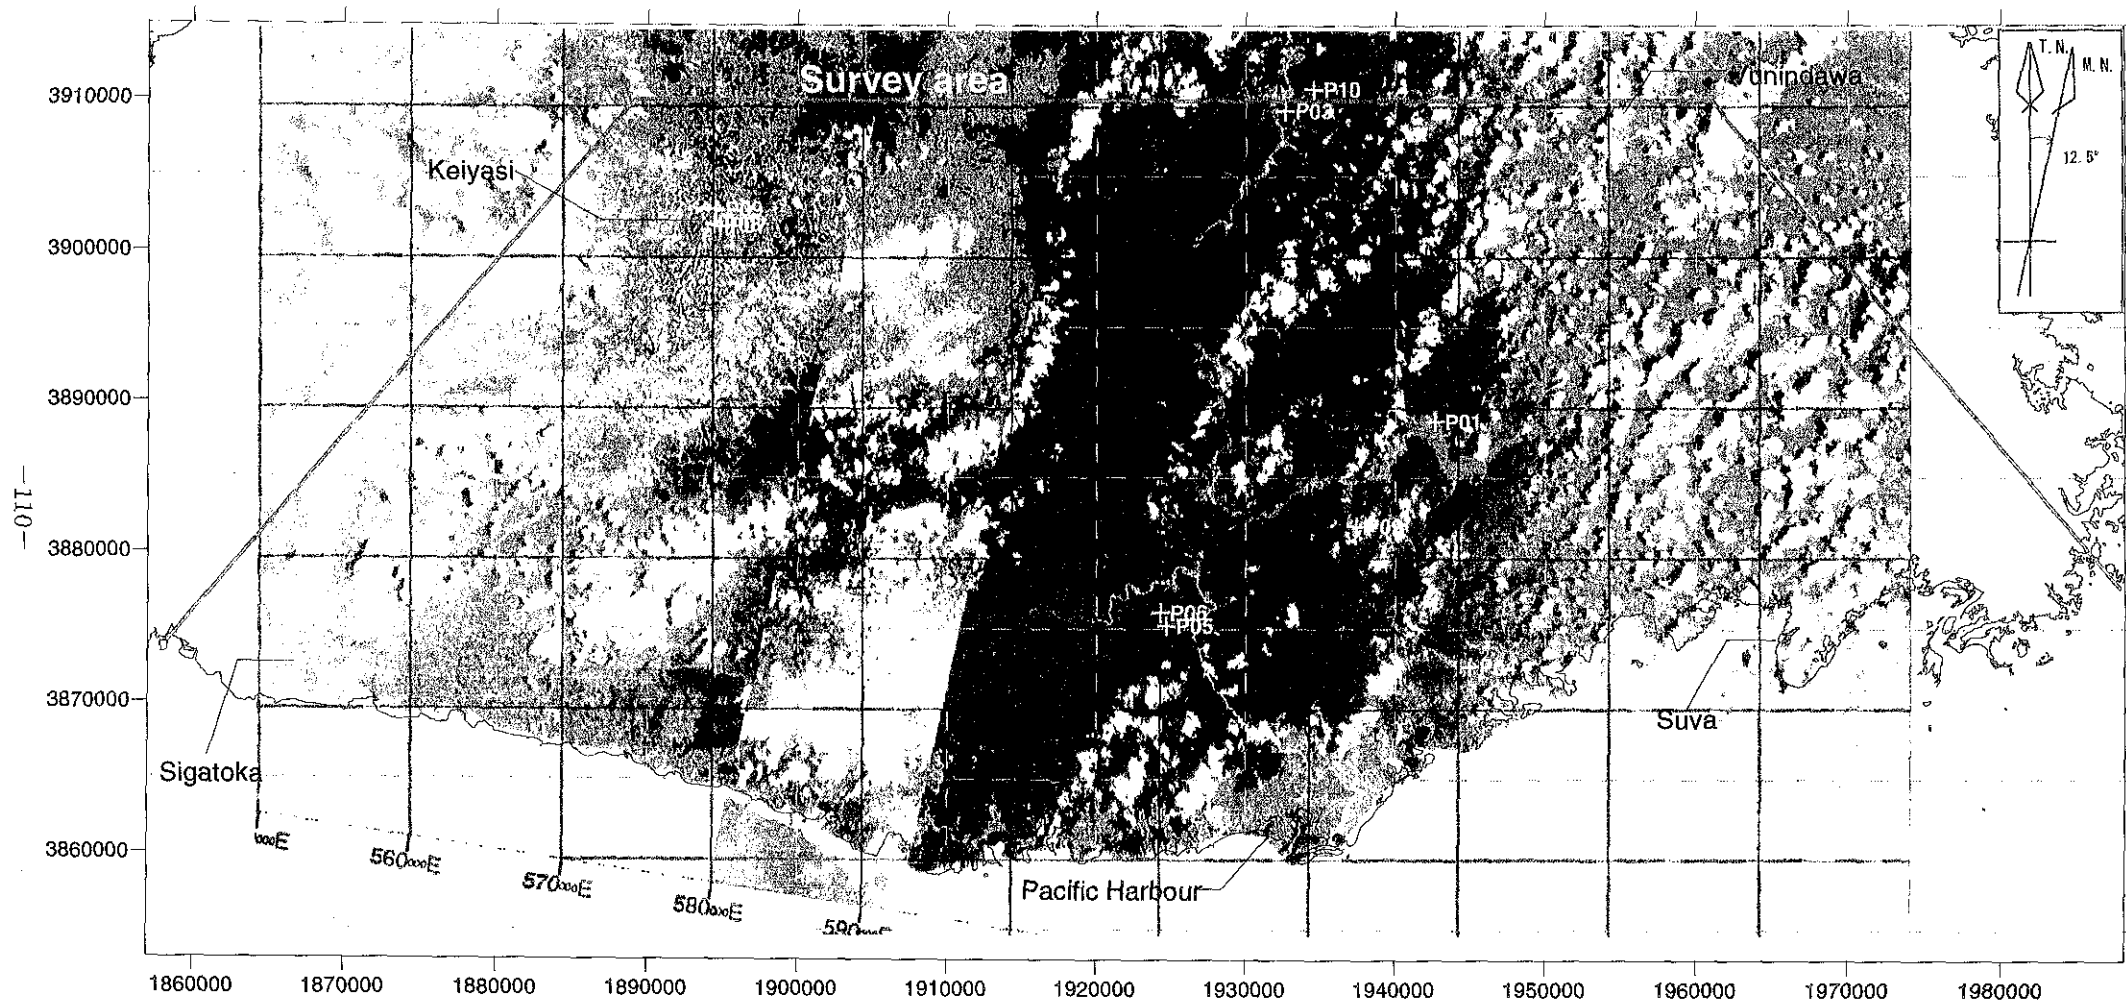 Survey area
Vunindawa
T. N.
M. N.
12.5°
3910000
+P10
+P03
Keiyasi
3900000
3890000
+P01
—110—
3880000
+P06
+P05
3870000
Suva
Sigatoka
3860000
560000E
570000E
580000E
Pacific Harbour
1860000 1870000 1880000 1890000 1900000 1910000 1920000 1930000 1940000 1950000 1960000 1970000 1980000